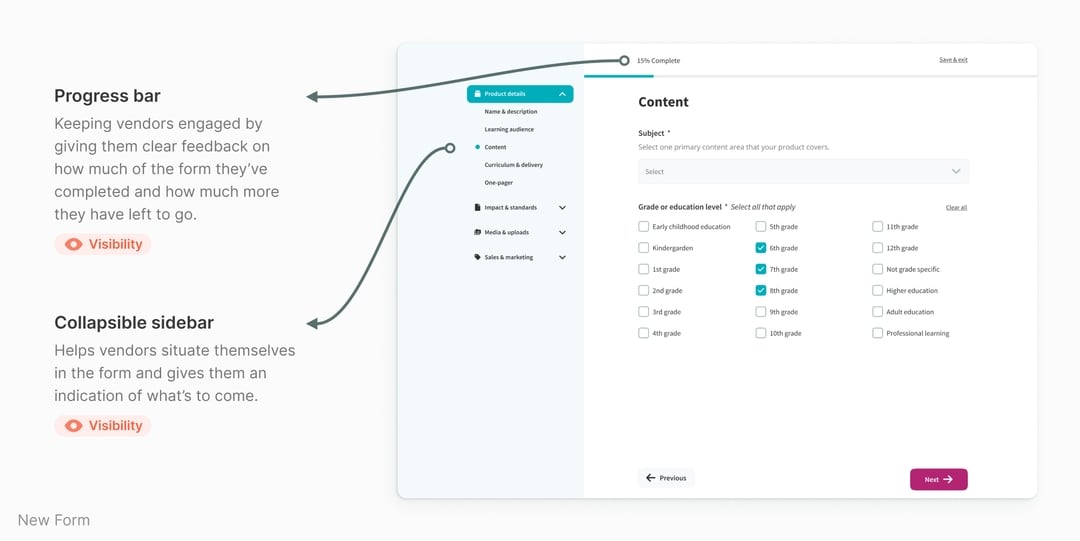 Progress bar
Keeping vendors engaged by
giving them clear feedback on
how much of the form they've
completed and how much more
they have left to go.
Visibility
Collapsible sidebar
Helps vendors situate themselves
in the form and gives them an
indication of what's to come.
Visibility
New Form
15% Complete
Save & exit
Product details
Name & description
Learning audience
Content
Curriculum & delivery
One-pager
Impact & standards
Media & uploads
Sales & marketing
Content
Subject *
Select one primary content area that your product covers.
Select
Grade or education level * Select all that apply
Clear all
Early childhood education
Kindergarden
1st grade
2nd grade
3rd grade
4th grade
5th grade
6th grade
7th grade
8th grade
9th grade
10th grade
11th grade
12th grade
Not grade specific
Higher education
Adult education
Professional learning
Previous
Next